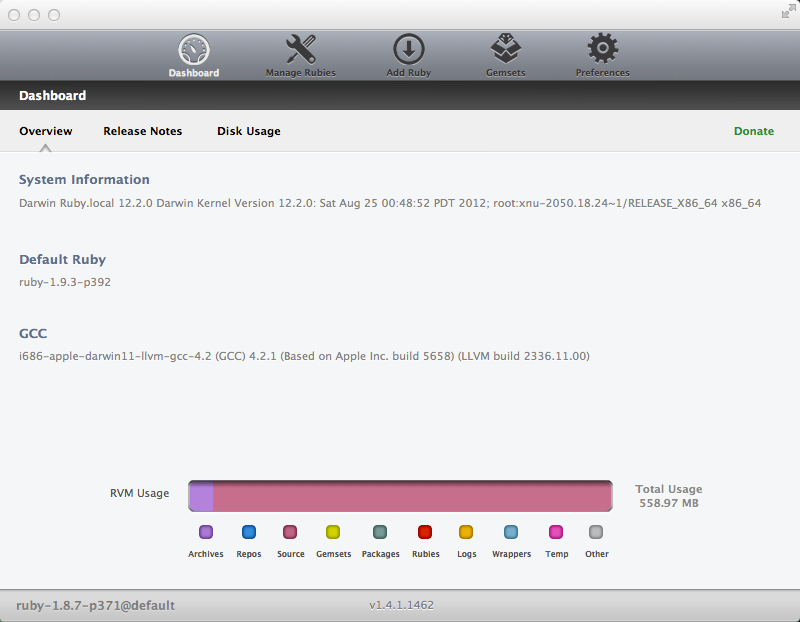 Dashboard
Manage Rubies
Add Ruby
Gemsets
Preferences
Dashboard
Overview
Release Notes
Disk Usage
Donate
System Information
Darwin Ruby.local 12.2.0 Darwin Kernel Version 12.2.0: Sat Aug 25 00:48:52 PDT 2012; root:xnu-2050.18.24~1/RELEASE_X86_64 x86_64
Default Ruby
ruby-1.9.3-p392
GCC
i686-apple-darwin11-llvm-gcc-4.2 (GCC) 4.2.1 (Based on Apple Inc. build 5658) (LLVM build 2336.11.00)
RVM Usage
Total Usage
558.97 MB
Archives
Repos
Source
Gemsets
Packages
Rubies
Logs
Wrappers
Temp
Other
ruby-1.8.7-p371@default
v1.4.1.1462